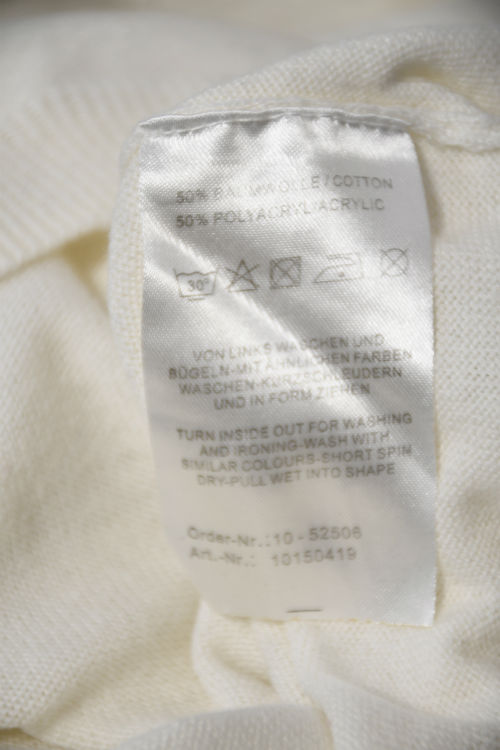 50% BAUMWOLLE / COTTON
50% POLYACRYL/ACRYLIC
30°
VON LINKS WASCHEN UND
BÜGELN-MIT ÄHNLICHEN FARBEN
WASCHEN-KURZSCHLEUDERN
UND IN FORM ZIEHEN
TURN INSIDE OUT FOR WASHING
AND IRONING-WASH WITH
SIMILAR COLOURS-SHORT SPIN
DRY-PULL WET INTO SHAPE
Order-Nr.: 10 - 52506
Art.-Nr.: 10150419